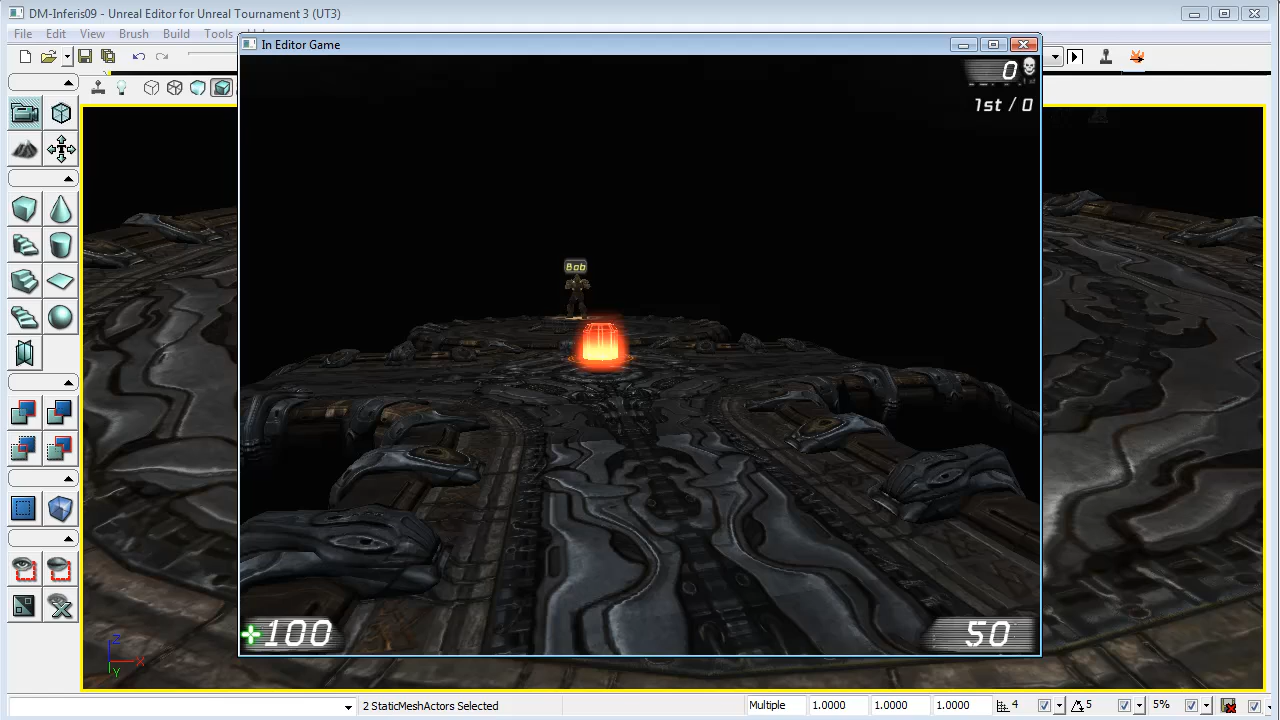 DM-Inferis09 - Unreal Editor for Unreal Tournament 3 (UT3)
File Edit View Brush Build Tools
In Editor Game
0
1st / 0
Bob
100
50
2 StaticMeshActors Selected
Multiple 1.0000 1.0000 1.0000 4 5 5%